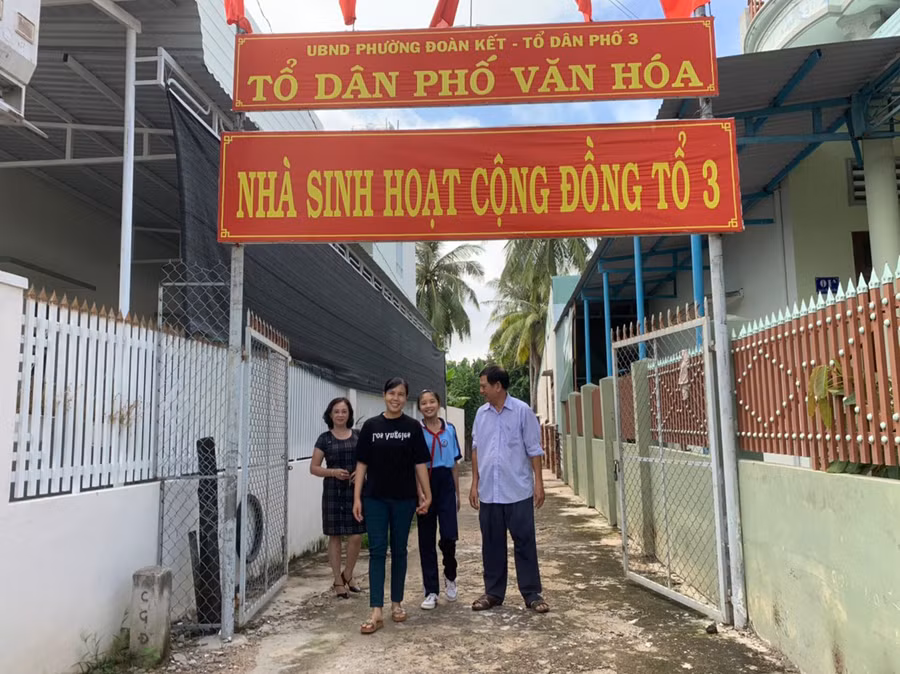 UBND PHƯỜNG ĐOÀN KẾT - TỔ DÂN PHỐ 3
TỔ DÂN PHỐ VĂN HÓA
NHÀ SINH HOẠT CỘNG ĐỒNG TỔ 3